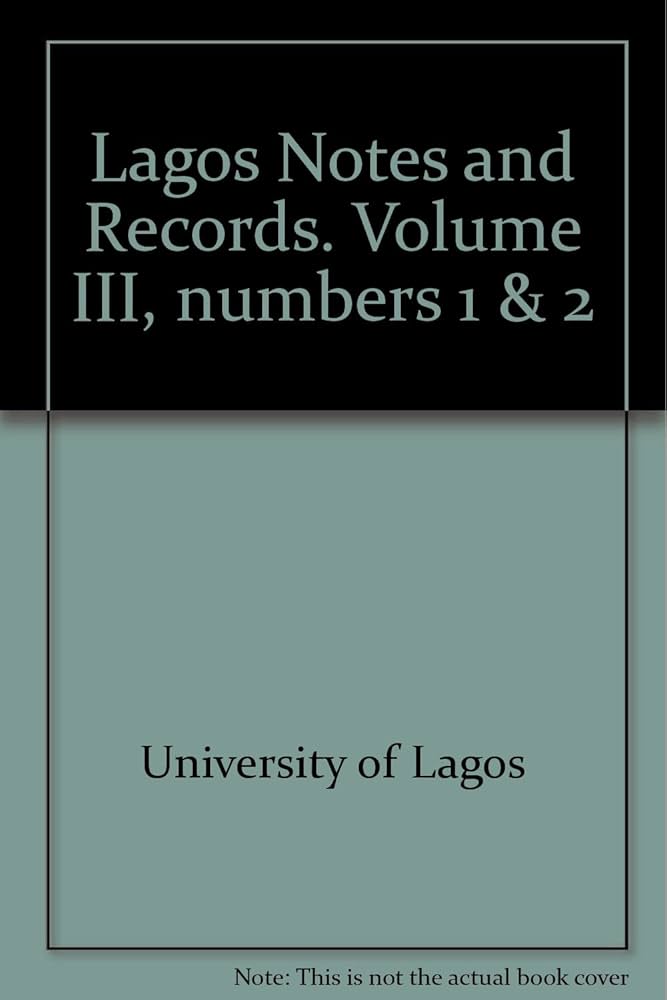 Lagos Notes and
Records. Volume
III, numbers 1 & 2
University of Lagos
Note: This is not the actual book cover